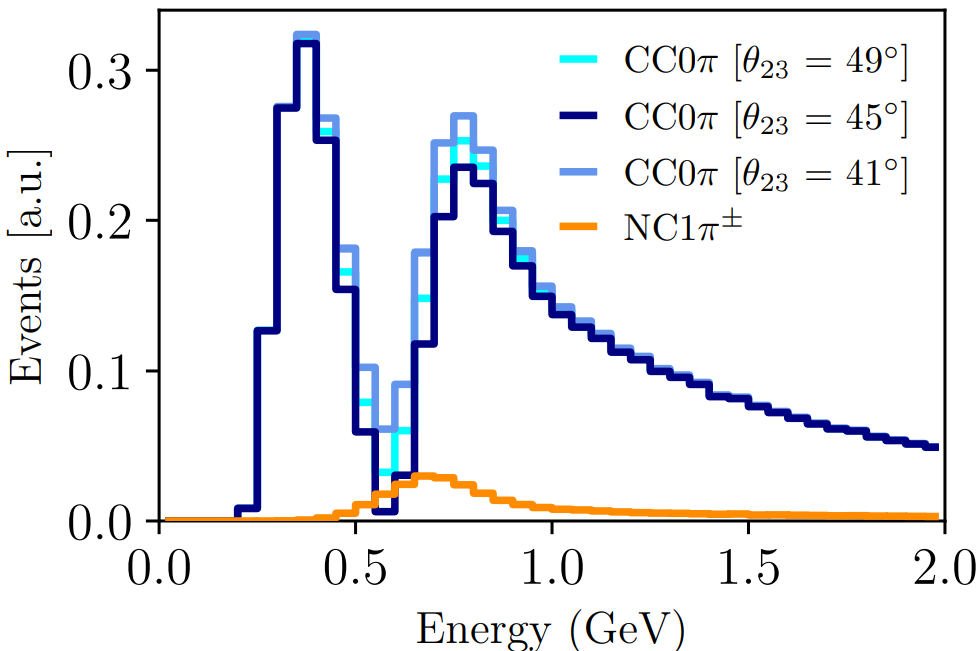 Events [a.u.]
0.3
0.2
0.1
0.0
CC0π [θ₂₃ = 49°]
CC0π [θ₂₃ = 45°]
CC0π [θ₂₃ = 41°]
NC1π±
0.0 0.5 1.0 1.5 2.0
Energy (GeV)